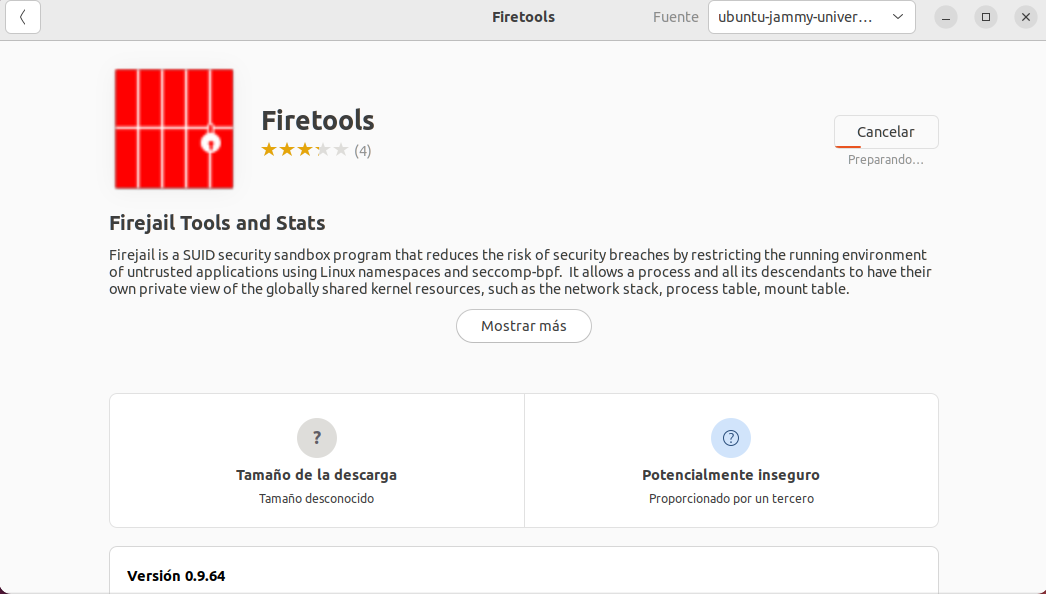 Firetools
Fuente
ubuntu-jammy-univer...
Firetools
(4)
Cancelar
Preparando...
Firejail Tools and Stats
Firejail is a SUID security sandbox program that reduces the risk of security breaches by restricting the running environment
of untrusted applications using Linux namespaces and seccomp-bpf.  It allows a process and all its descendants to have their
own private view of the globally shared kernel resources, such as the network stack, process table, mount table.
Mostrar más
?
?
Tamaño de la descarga
Potencialmente inseguro
Tamaño desconocido
Proporcionado por un tercero
Versión 0.9.64